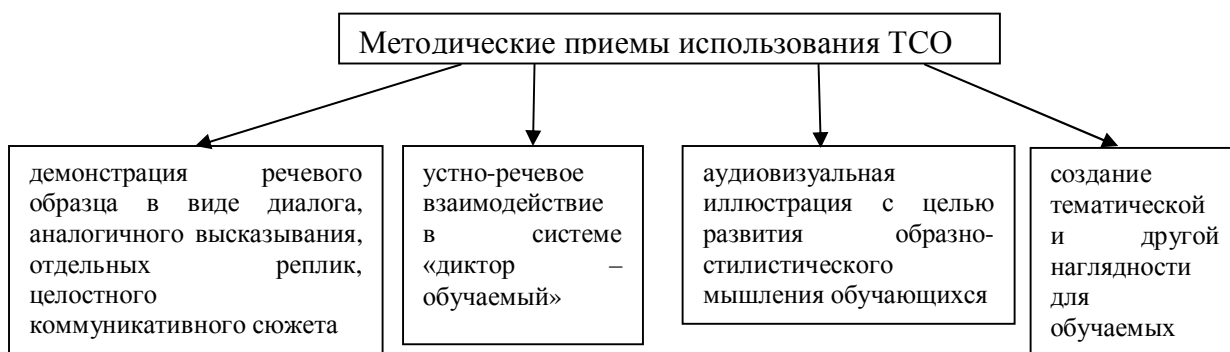 Методические приемы использования ТСО
демонстрация речевого
образца в виде диалога,
аналогичного высказывания,
отдельных реплик,
целостного
коммуникативного сюжета
устно-речевое
взаимодействие
в системе
«диктор –
обучаемый»
аудиовизуальная
иллюстрация с целью
развития образно-
стилистического
мышления обучающихся
создание
тематической
и другой
наглядности
для
обучаемых